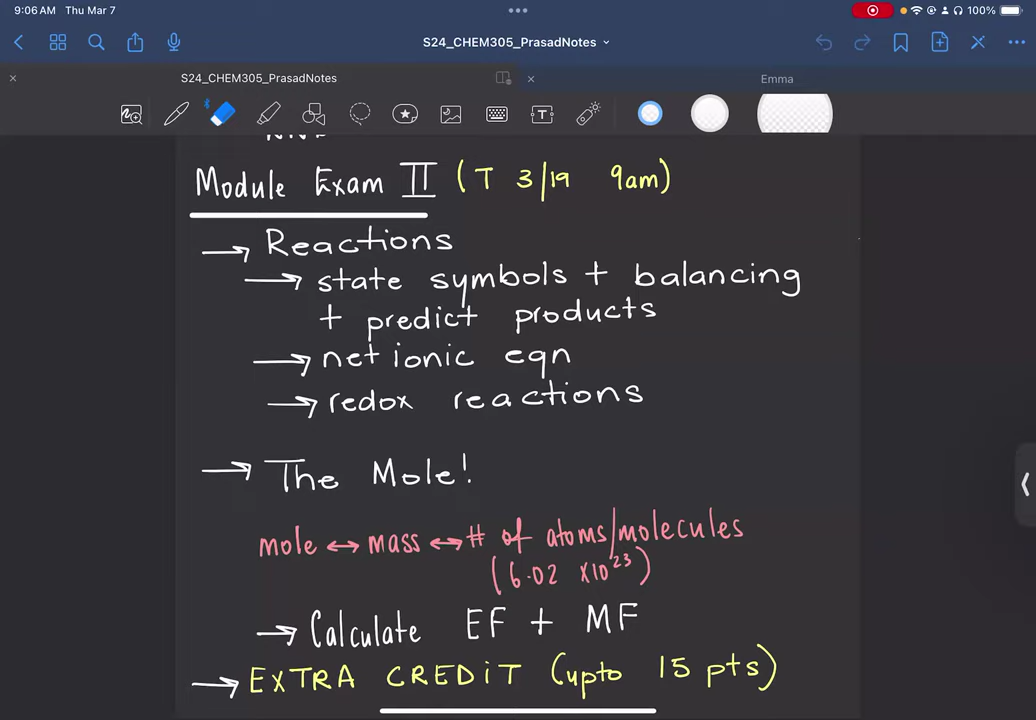 9:06 AM Thu Mar 7
100%
S24_CHEM305_PrasadNotes
S24_CHEM305_PrasadNotes
Emma
Module Exam II (T 3/19 9am)
→ Reactions
→ state symbols + balancing
+ predict products
→ net ionic eqn
→ redox reactions
→ The Mole!
mole ↔ mass ↔ # of atoms/molecules
(6.02 x10²³)
→ Calculate EF + MF
→ EXTRA CREDiT (upto 15 pts)